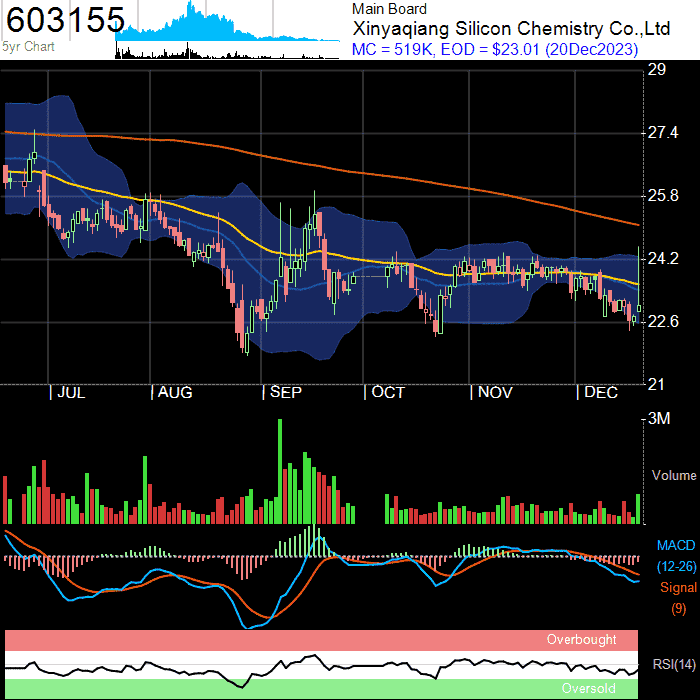 603155
5yr Chart
Main Board
Xinyaqiang Silicon Chemistry Co.,Ltd
MC = 519K, EOD = $23.01 (20Dec2023)
29
27.4
25.8
24.2
22.6
21
| JUL | AUG | SEP | OCT | NOV | DEC
3M
Volume
MACD
(12-26)
Signal
(9)
Overbought
RSI(14)
Oversold